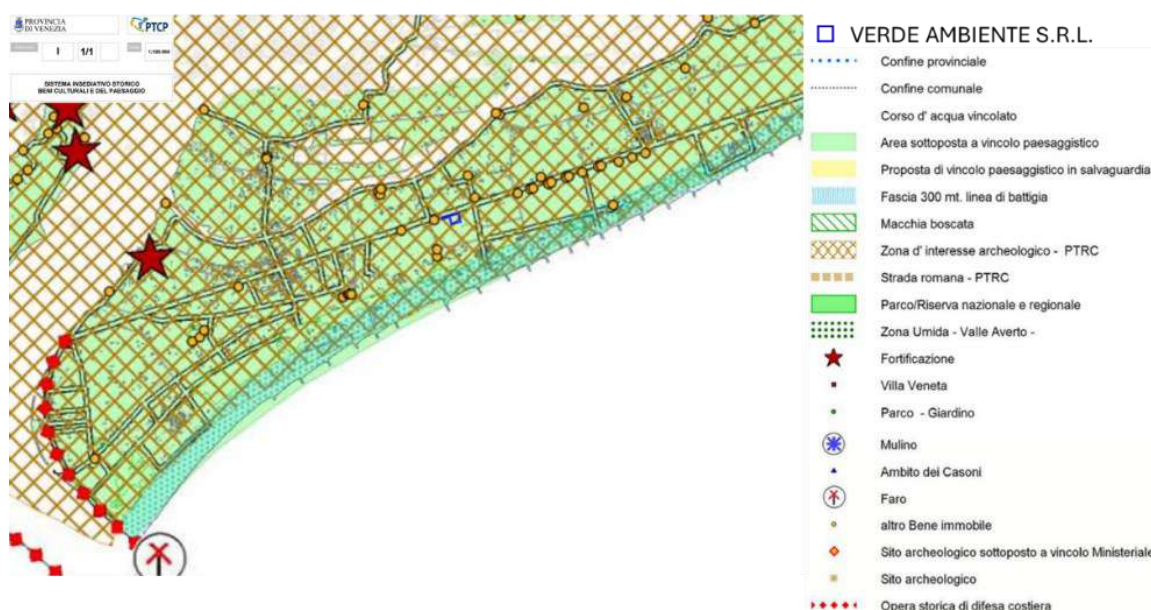 PROVINCIA
DI VENEZIA
PTCP
I
1/1
SISTEMA INSEDIATIVO STORICO
BENI CULTURALI E DEL PAESAGGIO
VERDE AMBIENTE S.R.L.
Confine provinciale
Confine comunale
Corso d' acqua vincolato
Area sottoposta a vincolo paesaggistico
Proposta di vincolo paesaggistico in salvaguardia
Fascia 300 mt. linea di battigia
Macchia boscata
Zona d' interesse archeologico - PTRC
Strada romana - PTRC
Parco/Riserva nazionale e regionale
Zona Umida - Valle Averto -
Fortificazione
Villa Veneta
Parco - Giardino
Mulino
Ambito dei Casoni
Faro
altro Bene immobile
Sito archeologico sottoposto a vincolo Ministeriale
Sito archeologico
Opera storica di difesa costiera